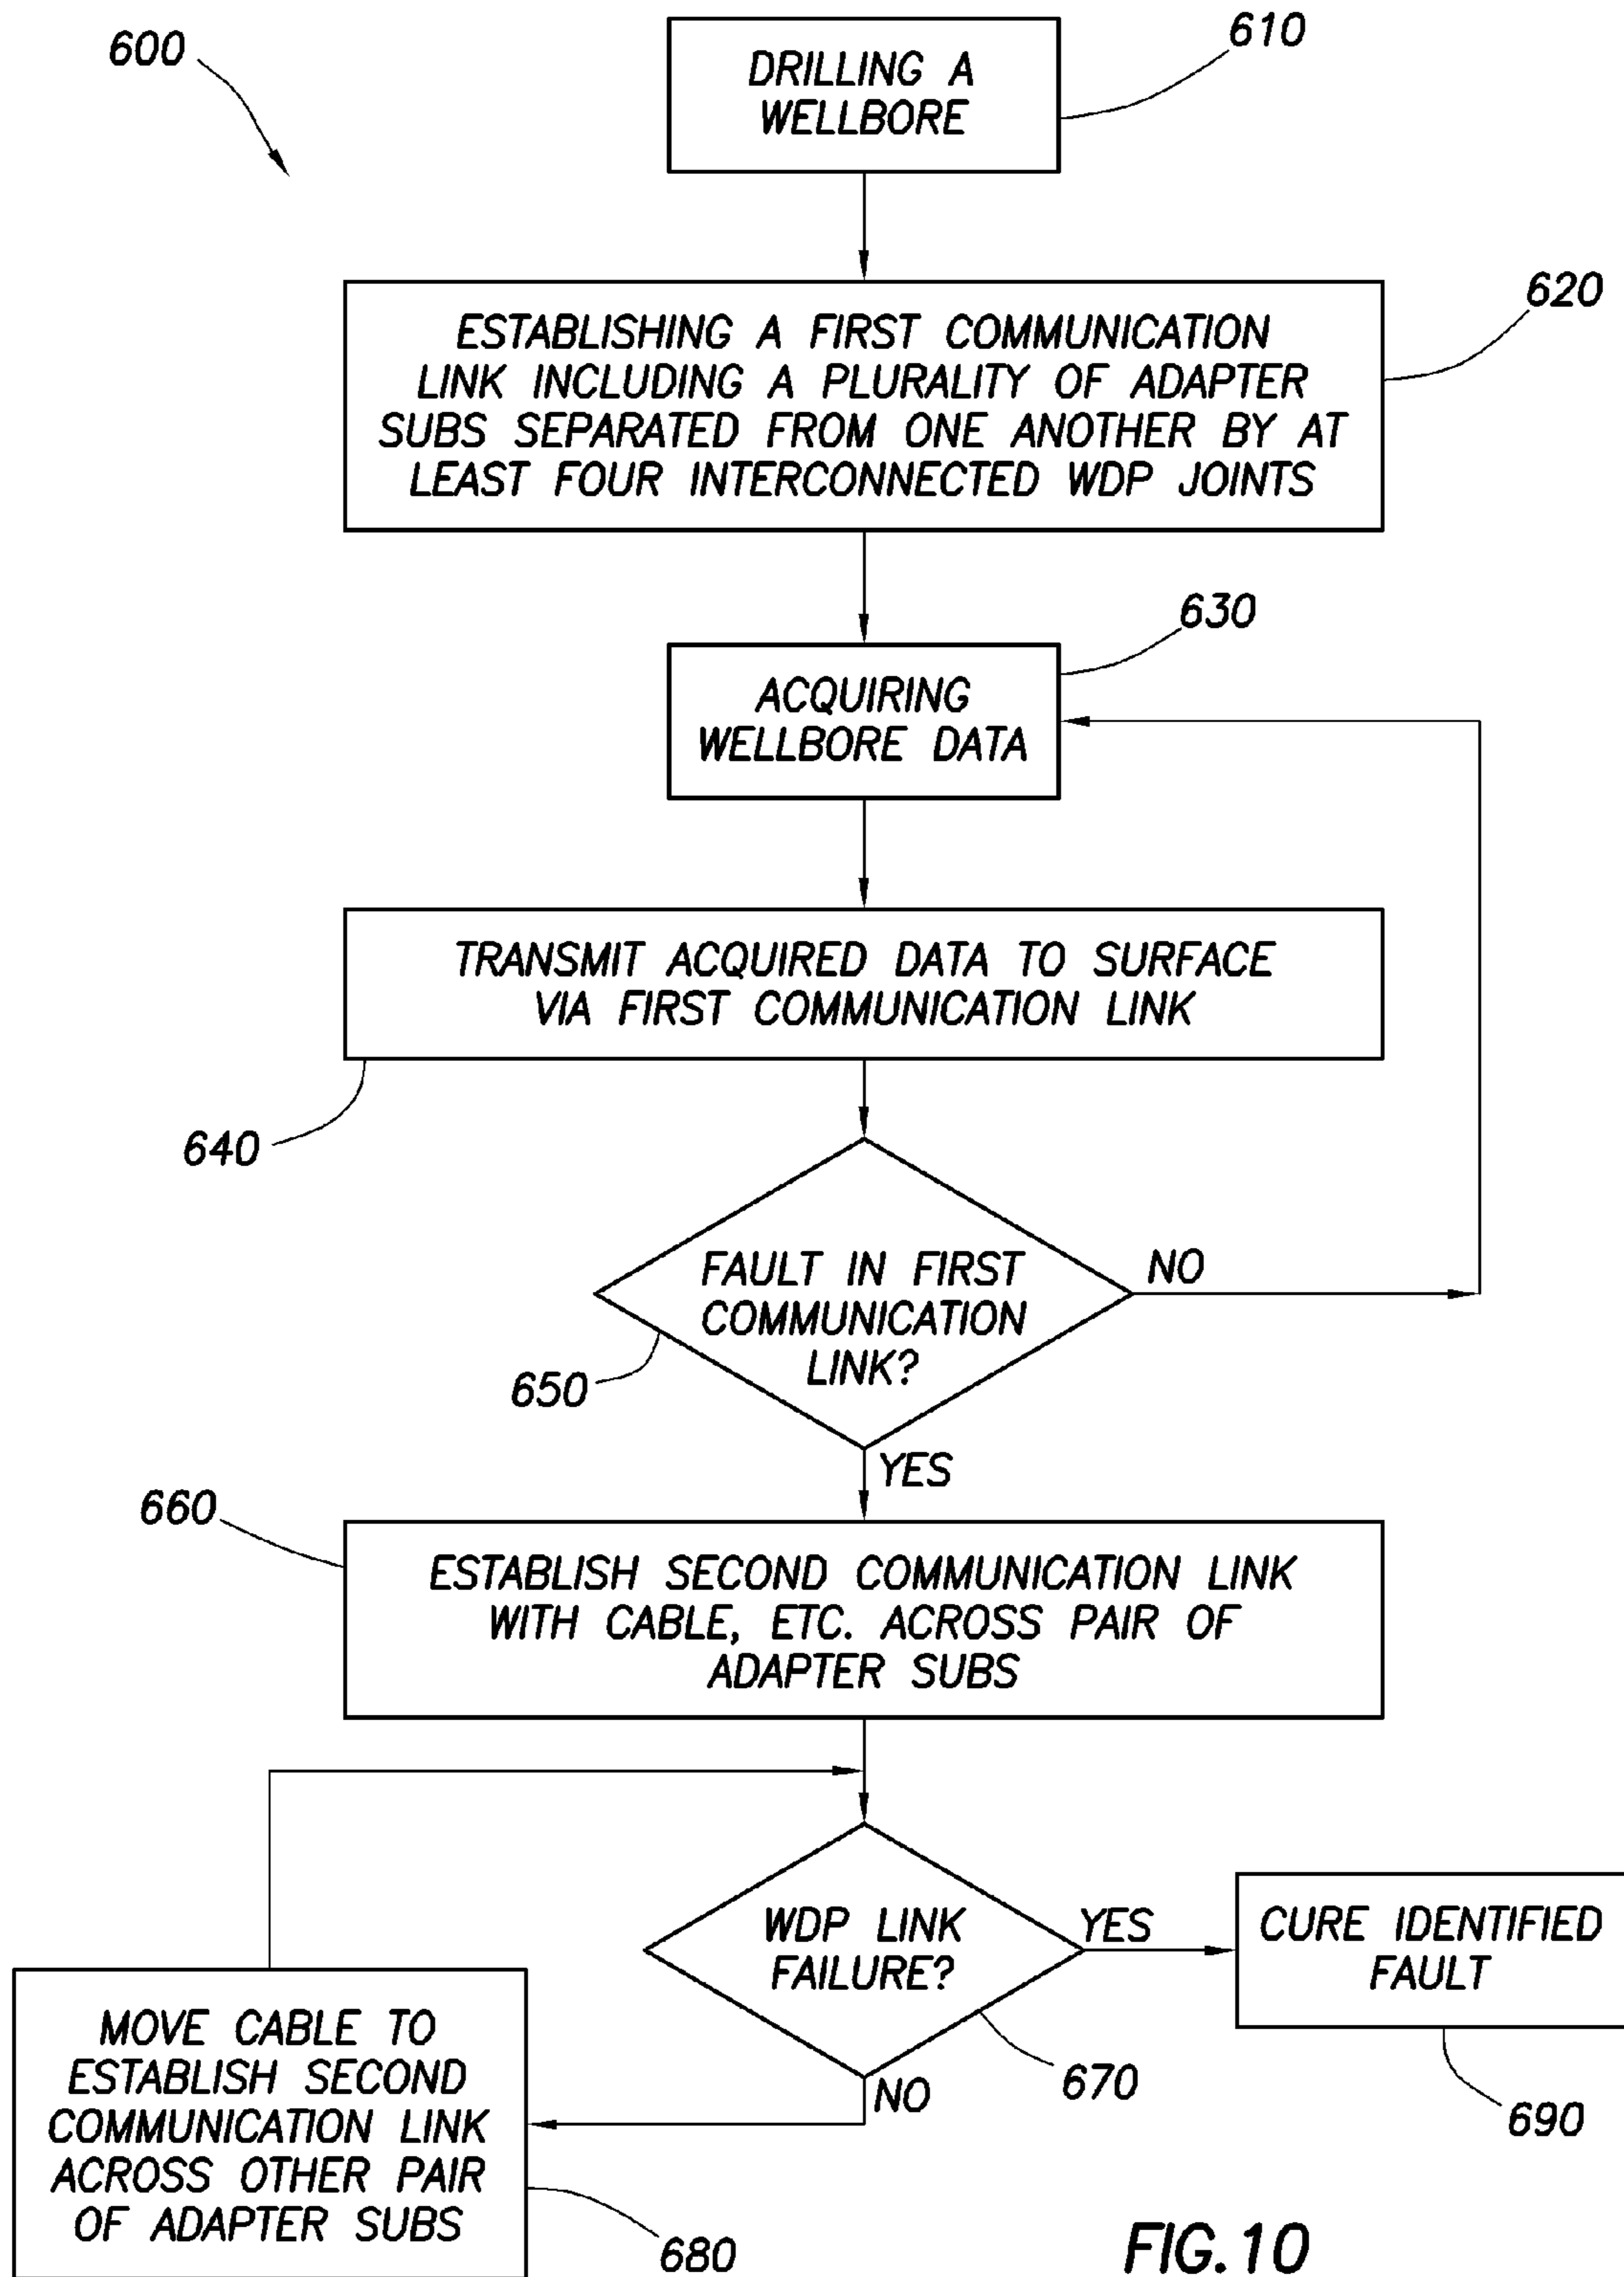 600
610
DRILLING A
WELLBORE
620
ESTABLISHING A FIRST COMMUNICATION
LINK INCLUDING A PLURALITY OF ADAPTER
SUBS SEPARATED FROM ONE ANOTHER BY AT
LEAST FOUR INTERCONNECTED WDP JOINTS
630
ACQUIRING
WELLBORE DATA
TRANSMIT ACQUIRED DATA TO SURFACE
VIA FIRST COMMUNICATION LINK
640
FAULT IN FIRST
COMMUNICATION
LINK?
NO
650
YES
660
ESTABLISH SECOND COMMUNICATION LINK
WITH CABLE, ETC. ACROSS PAIR OF
ADAPTER SUBS
WDP LINK
FAILURE?
YES
CURE IDENTIFIED
FAULT
NO
670
690
MOVE CABLE TO
ESTABLISH SECOND
COMMUNICATION LINK
ACROSS OTHER PAIR
OF ADAPTER SUBS
680
FIG.10